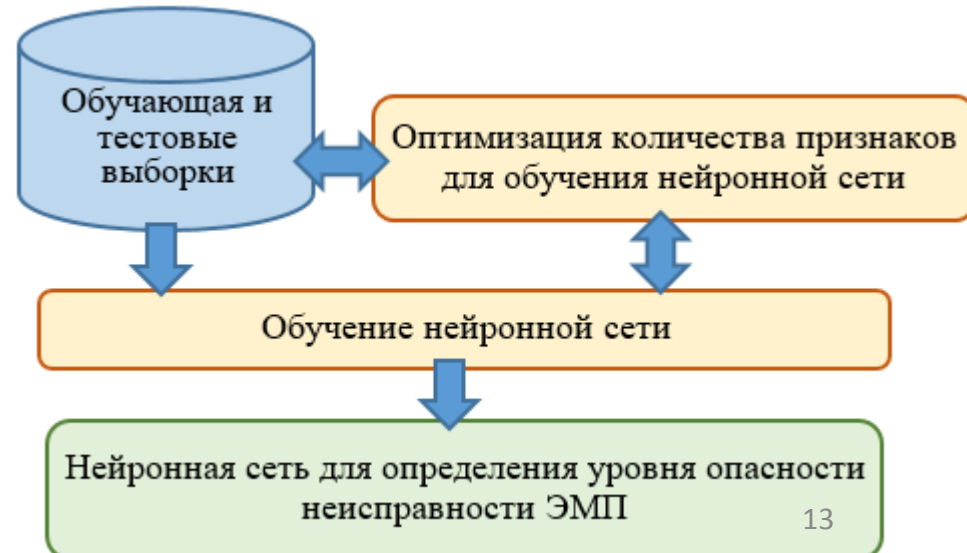 Обучающая и
тестовые
выборки
Оптимизация количества признаков
для обучения нейронной сети
Обучение нейронной сети
Нейронная сеть для определения уровня опасности
неисправности ЭМП
13